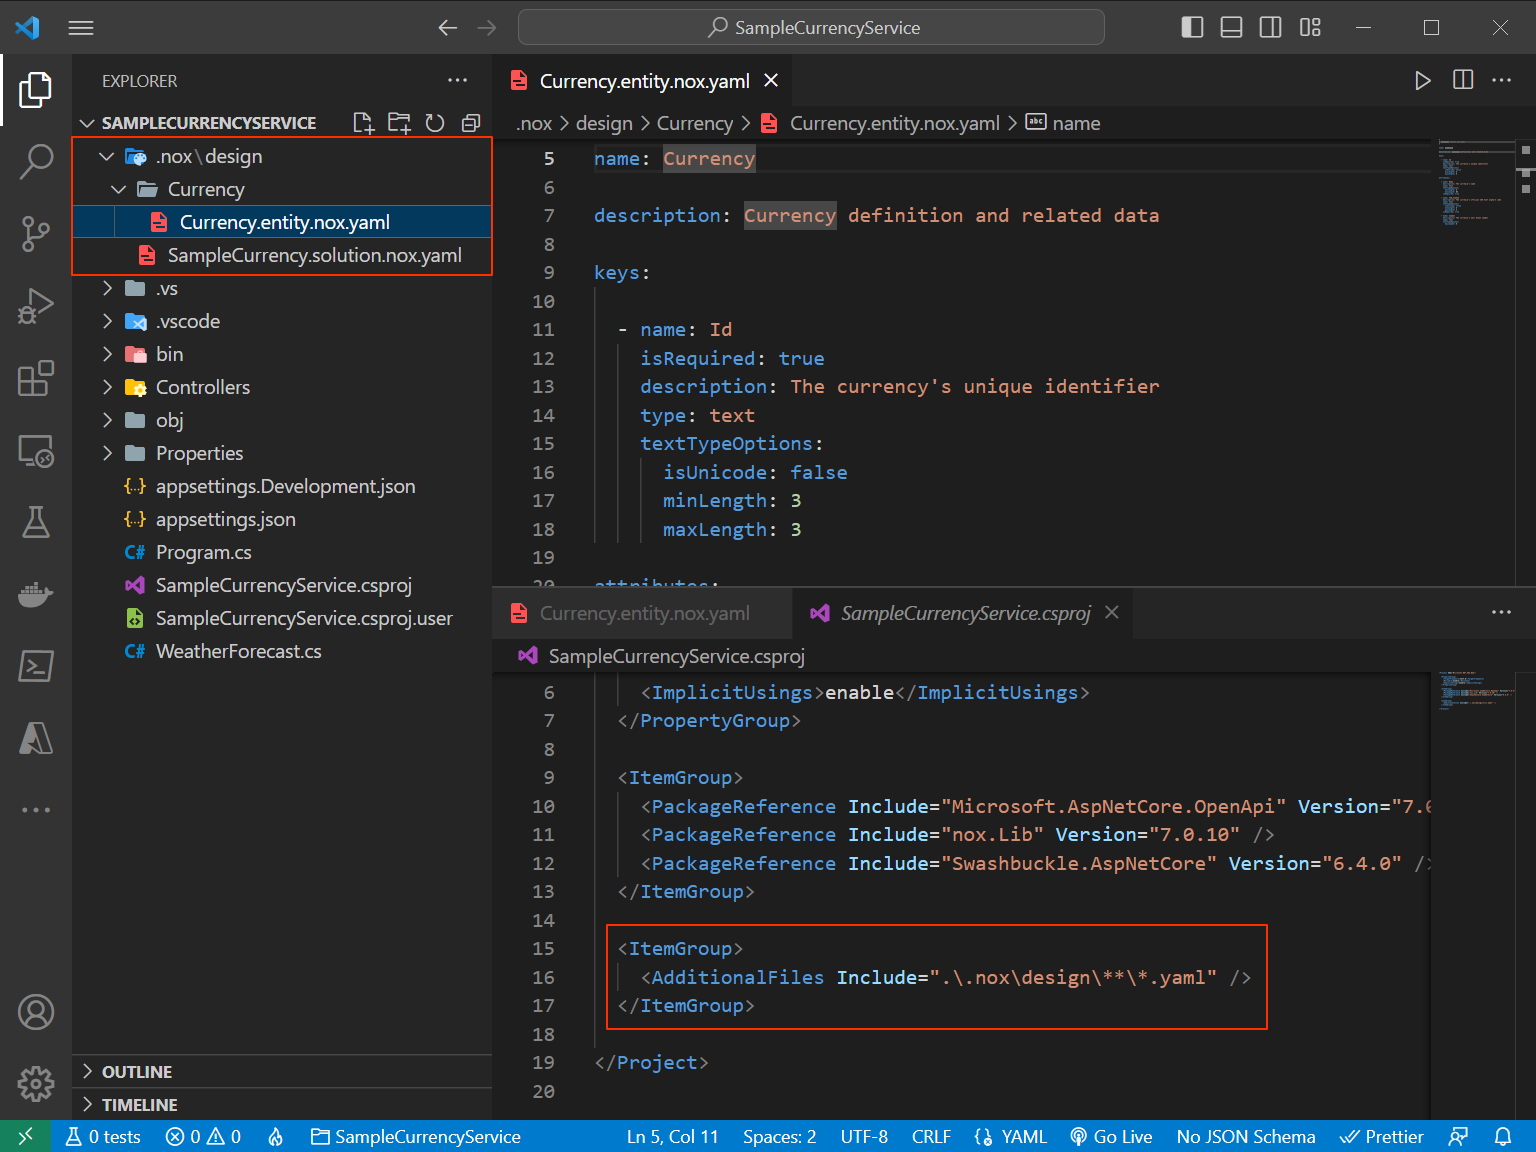 SampleCurrencyService
EXPLORER
SAMPLECURRENCYSERVICE
.nox\design
Currency
Currency.entity.nox.yaml
SampleCurrency.solution.nox.yaml
.vs
.vscode
bin
Controllers
obj
Properties
{..} appsettings.Development.json
{..} appsettings.json
C# Program.cs
SampleCurrencyService.csproj
SampleCurrencyService.csproj.user
C# WeatherForecast.cs
OUTLINE
TIMELINE
Currency.entity.nox.yaml
.nox > design > Currency > Currency.entity.nox.yaml > abc name
5 name: Currency
6
7 description: Currency definition and related data
8
9 keys:
10
11 - name: Id
12 isRequired: true
13 description: The currency's unique identifier
14 type: text
15 textTypeOptions:
16 isUnicode: false
17 minLength: 3
18 maxLength: 3
19
20 attributes:
Currency.entity.nox.yaml
SampleCurrencyService.csproj
SampleCurrencyService.csproj
6 <ImplicitUsings>enable</ImplicitUsings>
7 </PropertyGroup>
8
9 <ItemGroup>
10 <PackageReference Include="Microsoft.AspNetCore.OpenApi" Version="7.0
11 <PackageReference Include="nox.Lib" Version="7.0.10" />
12 <PackageReference Include="Swashbuckle.AspNetCore" Version="6.4.0" />
13 </ItemGroup>
14
15 <ItemGroup>
16 <AdditionalFiles Include=".\.nox\design\**\*.yaml" />
17 </ItemGroup>
18
19 </Project>
20
0 tests 0 0 SampleCurrencyService Ln 5, Col 11 Spaces: 2 UTF-8 CRLF YAML Go Live No JSON Schema Prettier